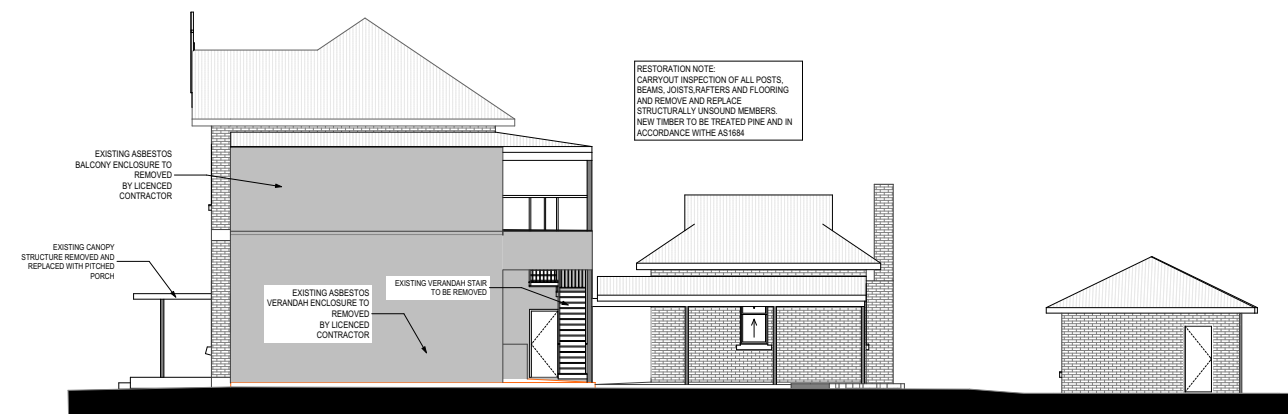 RESTORATION NOTE:
CARRYOUT INSPECTION OF ALL POSTS,
BEAMS, JOISTS,RAFTERS AND FLOORING
AND REMOVE AND REPLACE
STRUCTURALLY UNSOUND MEMBERS.
NEW TIMBER TO BE TREATED PINE AND IN
ACCORDANCE WITHE AS1684
EXISTING ASBESTOS
BALCONY ENCLOSURE TO
REMOVED
BY LICENCED
CONTRACTOR
EXISTING CANOPY
STRUCTURE REMOVED AND
REPLACED WITH PITCHED
PORCH
EXISTING ASBESTOS
VERANDAH ENCLOSURE TO
REMOVED
BY LICENCED
CONTRACTOR
EXISTING VERANDAH STAIR
TO BE REMOVED